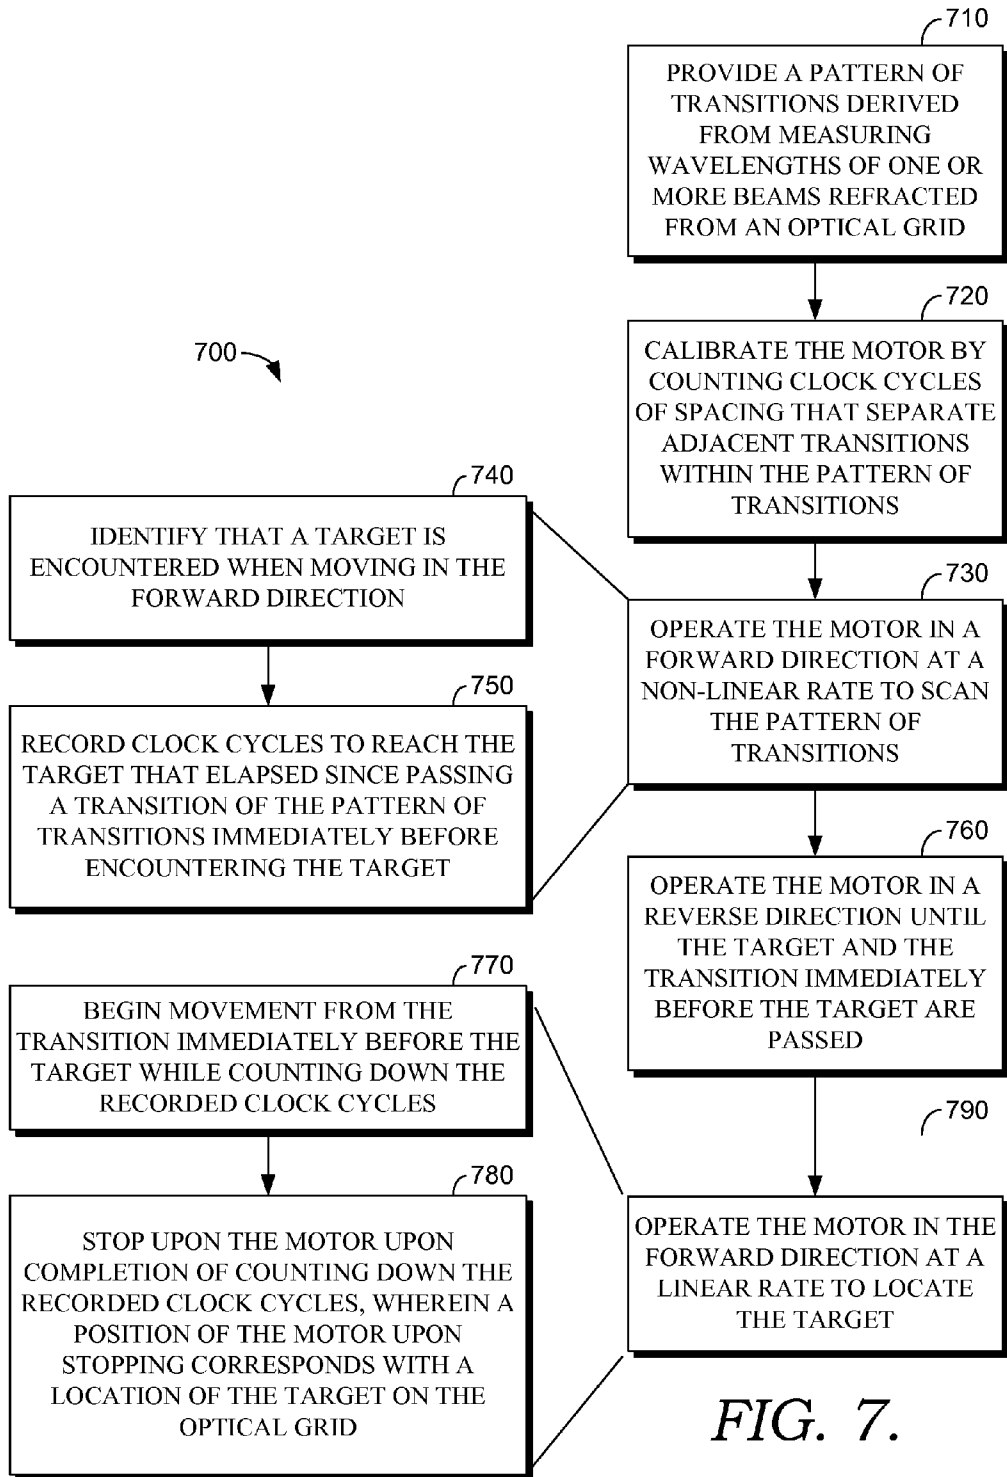 710
PROVIDE A PATTERN OF
TRANSITIONS DERIVED
FROM MEASURING
WAVELENGTHS OF ONE OR
MORE BEAMS REFRACTED
FROM AN OPTICAL GRID
720
CALIBRATE THE MOTOR BY
COUNTING CLOCK CYCLES
OF SPACING THAT SEPARATE
ADJACENT TRANSITIONS
WITHIN THE PATTERN OF
TRANSITIONS
700
730
OPERATE THE MOTOR IN A
FORWARD DIRECTION AT A
NON-LINEAR RATE TO SCAN
THE PATTERN OF
TRANSITIONS
740
IDENTIFY THAT A TARGET IS
ENCOUNTERED WHEN MOVING IN THE
FORWARD DIRECTION
750
RECORD CLOCK CYCLES TO REACH THE
TARGET THAT ELAPSED SINCE PASSING
A TRANSITION OF THE PATTERN OF
TRANSITIONS IMMEDIATELY BEFORE
ENCOUNTERING THE TARGET
760
OPERATE THE MOTOR IN A
REVERSE DIRECTION UNTIL
THE TARGET AND THE
TRANSITION IMMEDIATELY
BEFORE THE TARGET ARE
PASSED
770
BEGIN MOVEMENT FROM THE
TRANSITION IMMEDIATELY BEFORE THE
TARGET WHILE COUNTING DOWN THE
RECORDED CLOCK CYCLES
780
STOP UPON THE MOTOR UPON
COMPLETION OF COUNTING DOWN THE
RECORDED CLOCK CYCLES, WHEREIN A
POSITION OF THE MOTOR UPON
STOPPING CORRESPONDS WITH A
LOCATION OF THE TARGET ON THE
OPTICAL GRID
790
OPERATE THE MOTOR IN THE
FORWARD DIRECTION AT A
LINEAR RATE TO LOCATE
THE TARGET
FIG. 7.